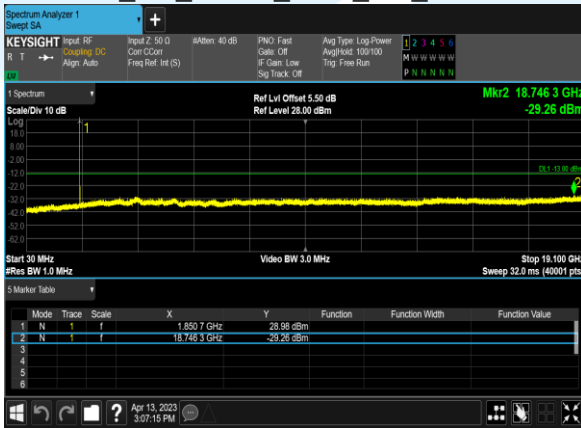 Spectrum Analyzer 1
Swept SA
KEYSIGHT Input: RF Input Z: 50 Ω #Atten: 40 dB PNO: Fast Avg Type: Log-Power 1 2 3 4 5 6
R T Coupling: DC Corr CCorr Gate: Off Avg|Hold: 100/100 M W W W W W
Align: Auto Freq Ref: Int (S) IF Gain: Low Trig: Free Run
Sig Track: Off P N N N N N
1 Spectrum Ref Lvl Offset 5.50 dB Mkr2 18.746 3 GHz
Scale/Div 10 dB Ref Level 28.00 dBm -29.26 dBm
Log
18.0
8.00
-2.00
-12.0
-22.0
-32.0
-42.0
-52.0
-62.0
1
DL1 -13.00 dBm
2
Start 30 MHz Video BW 3.0 MHz Stop 19.100 GHz
#Res BW 1.0 MHz Sweep 32.0 ms (40001 pts)
5 Marker Table
Mode Trace Scale X Y Function Function Width Function Value
1 N 1 f 1.850 7 GHz 28.98 dBm
2 N 1 f 18.746 3 GHz -29.26 dBm
3
4
5
6
? Apr 13, 2023
3:07:15 PM